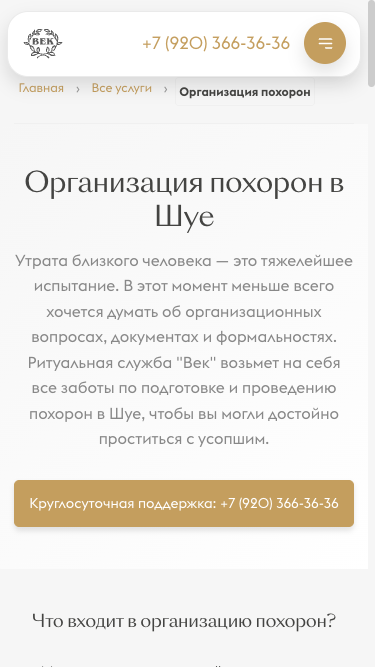 ВЕК
+7 (920) 366-36-36
Главная › Все услуги › Организация похорон
Организация похорон в
Шуе
Утрата близкого человека — это тяжелейшее
испытание. В этот момент меньше всего
хочется думать об организационных
вопросах, документах и формальностях.
Ритуальная служба "Век" возьмет на себя
все заботы по подготовке и проведению
похорон в Шуе, чтобы вы могли достойно
проститься с усопшим.
Круглосуточная поддержка: +7 (920) 366-36-36
Что входит в организацию похорон?